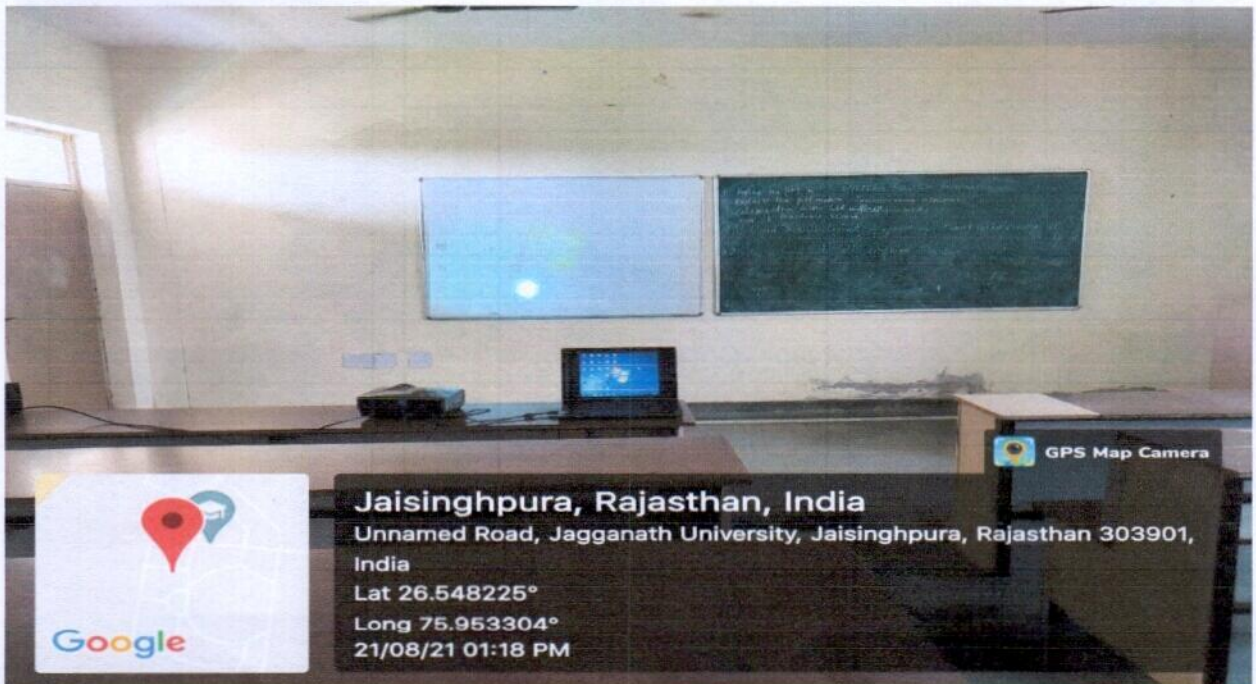 GPS Map Camera
Jaisinghpura, Rajasthan, India
Unnamed Road, Jagganath University, Jaisinghpura, Rajasthan 303901,
India
Lat 26.548225°
Long 75.953304°
21/08/21 01:18 PM
Google